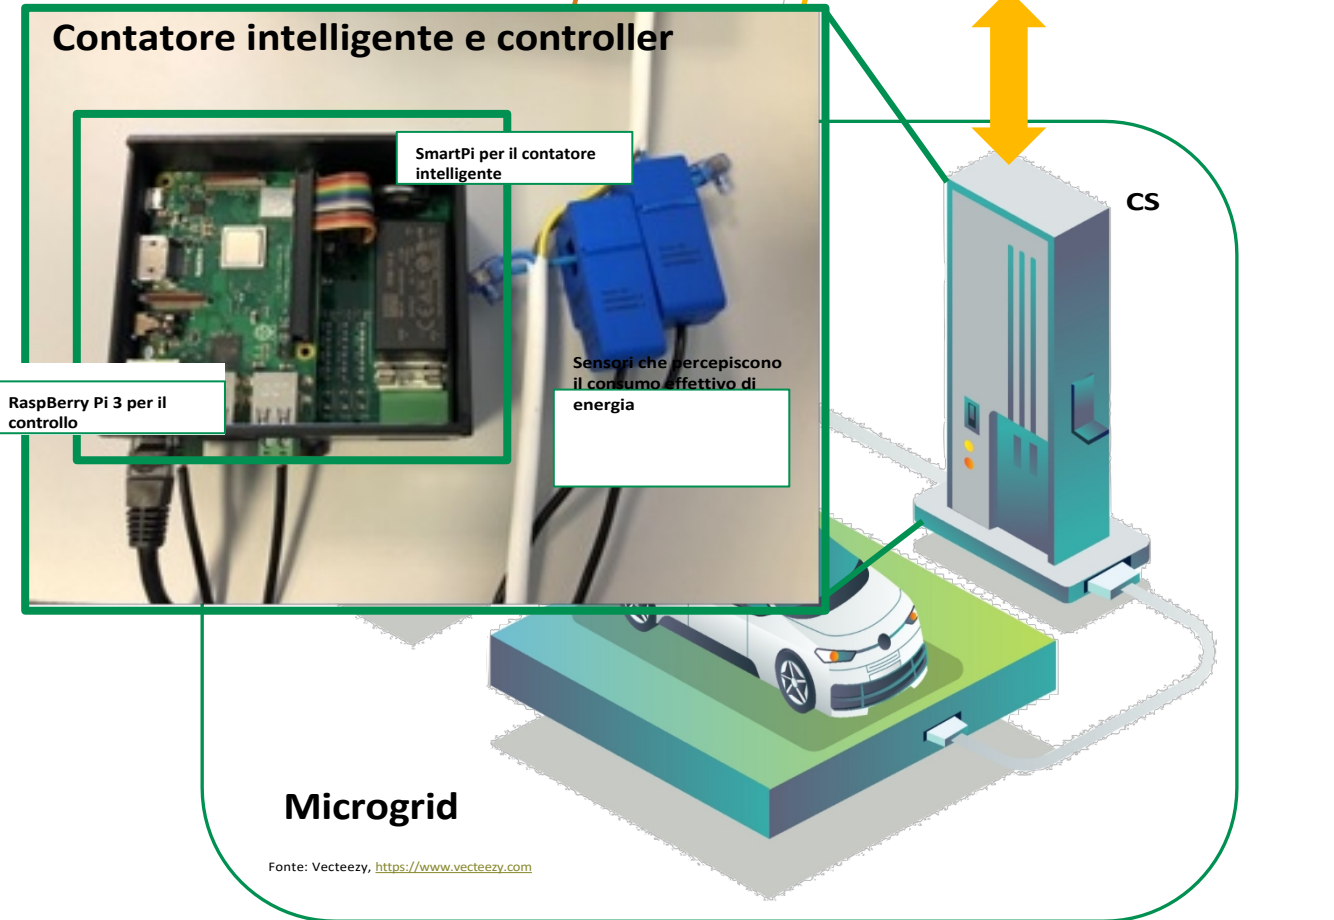 Contatore intelligente e controller
SmartPi per il contatore
intelligente
CS
Sensori che percepiscono
il consumo effettivo di
energia
RaspBerry Pi 3 per il
controllo
Microgrid
Fonte: Vecteezy, https://www.vecteezy.com